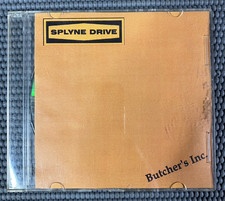 SPLYNE DRIVE
Butcher's Inc.